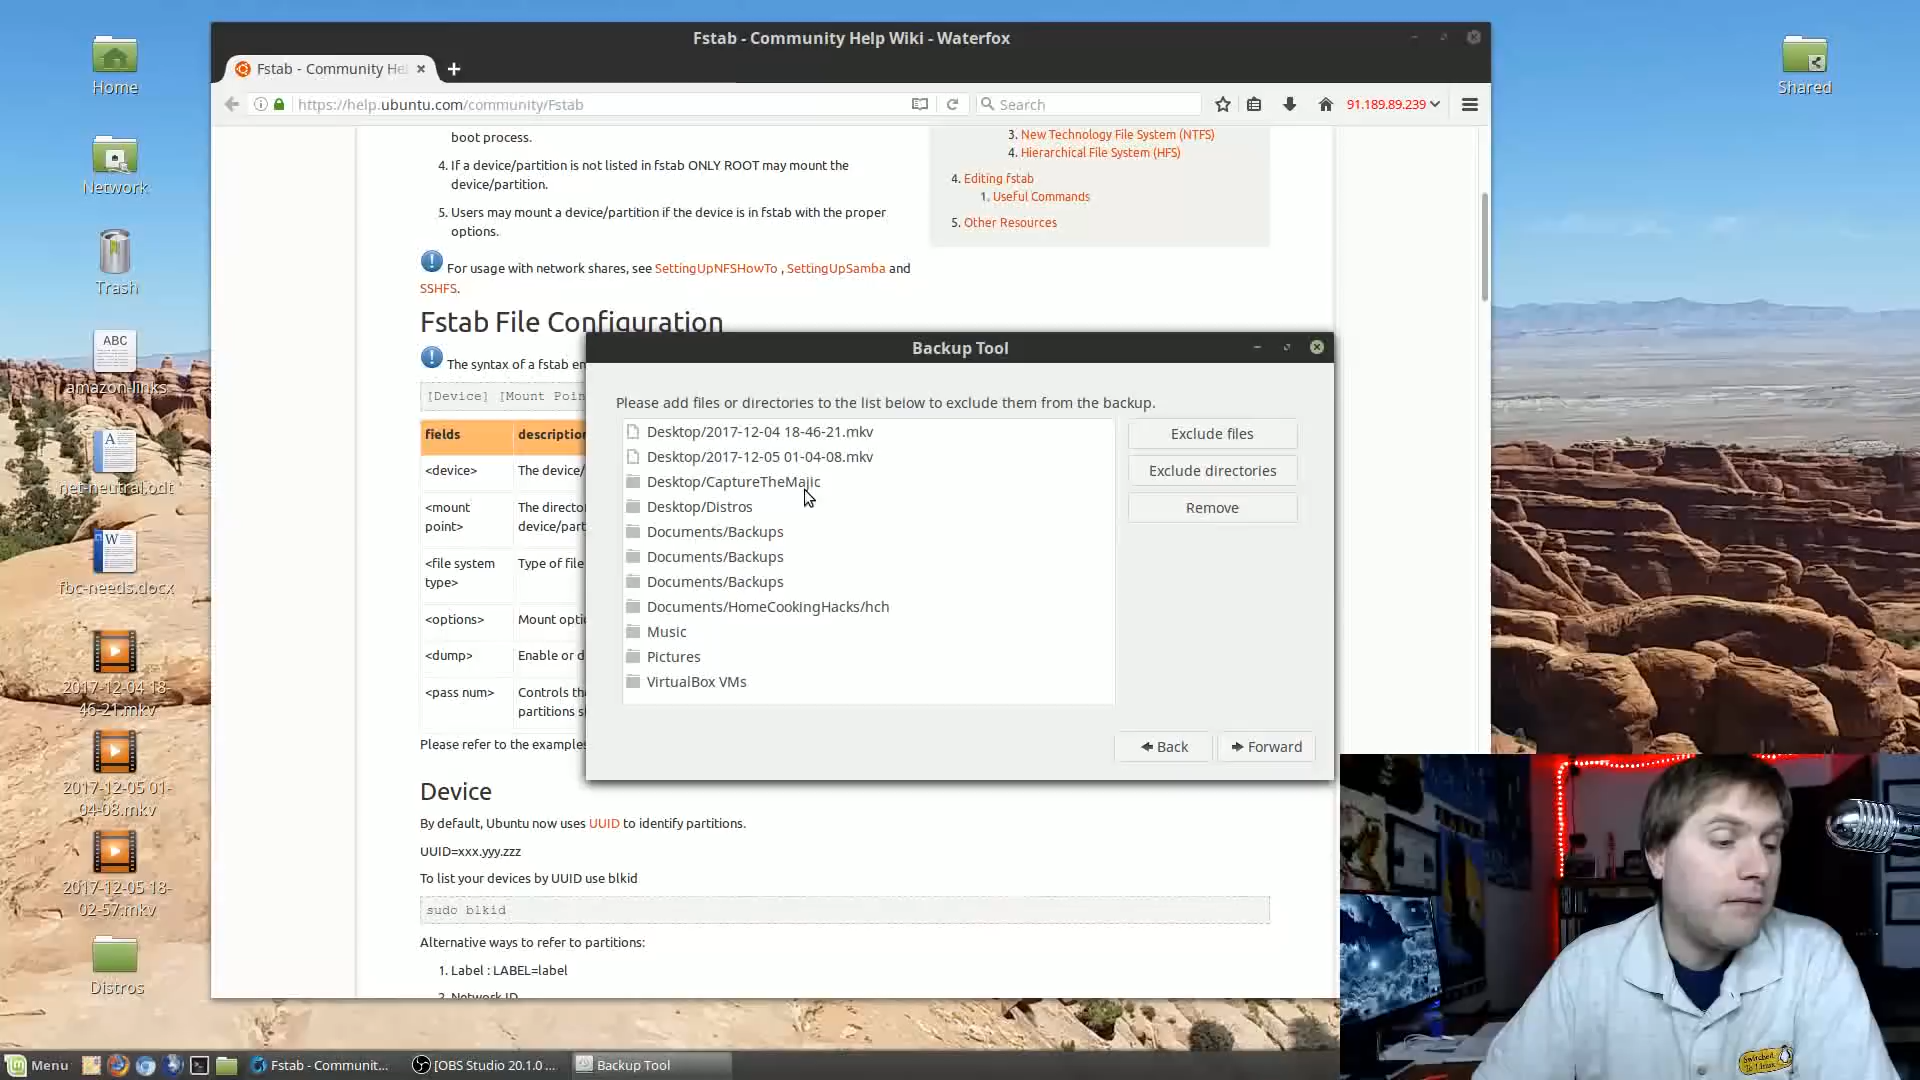 Fstab - Community Help Wiki - Waterfox
Fstab - Community He
https://help.ubuntu.com/community/Fstab
Search
91.189.89.239
Home
Network
Trash
ABC
amazon-links
A
net-neutral.odt
W
fbc-needs.docx
2017-12-04 18-
46-21.mkv
2017-12-05 01-
04-08.mkv
2017-12-05 18-
02-57.mkv
Distros
Shared
boot process.
4. If a device/partition is not listed in fstab ONLY ROOT may mount the
device/partition.
5. Users may mount a device/partition if the device is in fstab with the proper
options.
3. New Technology File System (NTFS)
4. Hierarchical File System (HFS)
4. Editing fstab
1. Useful Commands
5. Other Resources
For usage with network shares, see SettingUpNFSHowTo , SettingUpSamba and
SSHFS.
Fstab File Configuration
The syntax of a fstab en
[Device] [Mount Poin
fields description
<device> The device/
<mount
point>
The director
device/part
<file system
type>
Type of file
<options> Mount opti
<dump> Enable or d
<pass num> Controls th
partitions s
Please refer to the examples
Device
By default, Ubuntu now uses UUID to identify partitions.
UUID=xxx.yyy.zzz
To list your devices by UUID use blkid
sudo blkid
Alternative ways to refer to partitions:
1. Label : LABEL=label
2. Network ID
Backup Tool
Please add files or directories to the list below to exclude them from the backup.
Desktop/2017-12-04 18-46-21.mkv
Desktop/2017-12-05 01-04-08.mkv
Desktop/CaptureTheMajic
Desktop/Distros
Documents/Backups
Documents/Backups
Documents/Backups
Documents/HomeCookingHacks/hch
Music
Pictures
VirtualBox VMs
Exclude files
Exclude directories
Remove
Back
Forward
Switched
To Linux
Menu
Fstab - Communit...
[OBS Studio 20.1.0 ...
Backup Tool